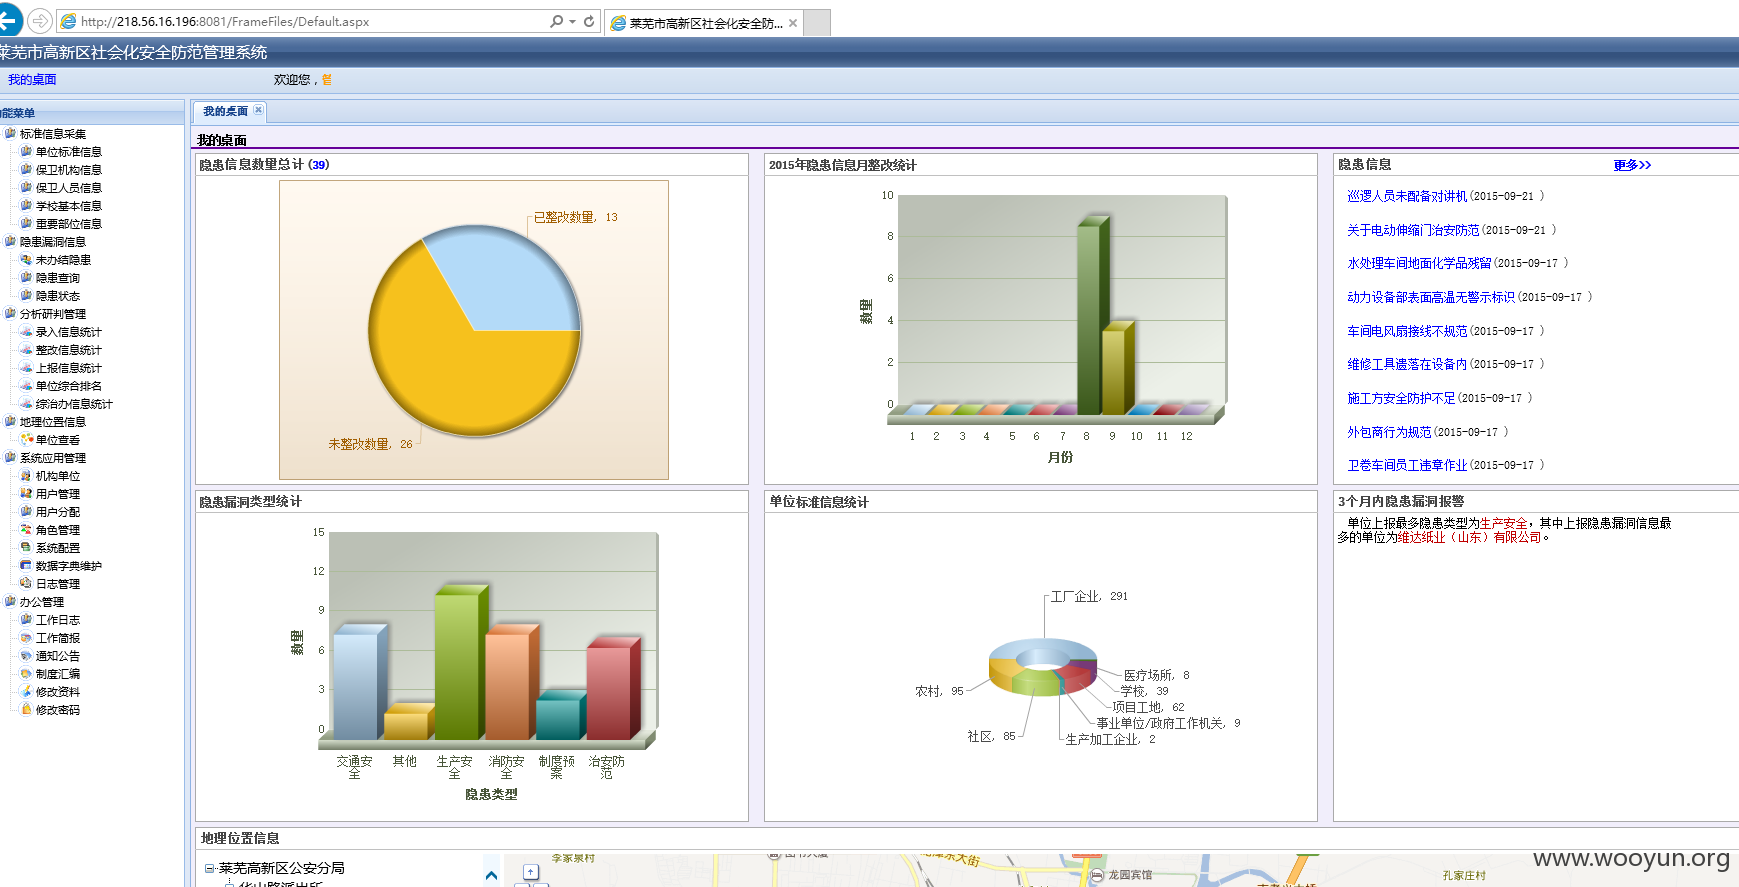 http://218.56.16.196:8081/FrameFiles/Default.aspx
莱芜市高新区社会化安全防...
莱芜市高新区社会化安全防范管理系统
我的桌面
欢迎您，
能菜单
标准信息采集
单位标准信息
保卫机构信息
保卫人员信息
学校基本信息
重要部位信息
隐患漏洞信息
未办结隐患
隐患查询
隐患状态
分析研判管理
录入信息统计
整改信息统计
上报信息统计
单位综合排名
综治办信息统计
地理位置信息
单位查看
系统应用管理
机构单位
用户管理
用户分配
角色管理
系统配置
数据字典维护
日志管理
办公管理
工作日志
工作简报
通知公告
制度汇编
修改资料
修改密码
我的桌面
我的桌面
隐患信息数量总计 (39)
已整改数量, 13
未整改数量, 26
2015年隐患信息月整改统计
10
8
6
4
2
0
数量
1 2 3 4 5 6 7 8 9 10 11 12
月份
隐患信息
更多>>
巡逻人员未配备对讲机(2015-09-21 )
关于电动伸缩门治安防范(2015-09-21 )
水处理车间地面化学品残留(2015-09-17 )
动力设备部表面高温无警示标识(2015-09-17 )
车间电风扇接线不规范(2015-09-17 )
维修工具遗落在设备内(2015-09-17 )
施工方安全防护不足(2015-09-17 )
外包商行为规范(2015-09-17 )
卫卷车间员工违章作业(2015-09-17 )
隐患漏洞类型统计
15
12
9
6
3
0
数量
交通安全
其他
生产安全
消防安全
制度预案
治安防范
隐患类型
单位标准信息统计
工厂企业, 291
医疗场所, 8
学校, 39
项目工地, 62
事业单位/政府工作机关, 9
生产加工企业, 2
社区, 85
农村, 95
3个月内隐患漏洞报警
单位上报最多隐患类型为生产安全，其中上报隐患漏洞信息最
多的单位为维达纸业（山东）有限公司。
地理位置信息
莱芜高新区公安分局
李家泉村
龙园宾馆
孔家庄村
www.wooyun.org